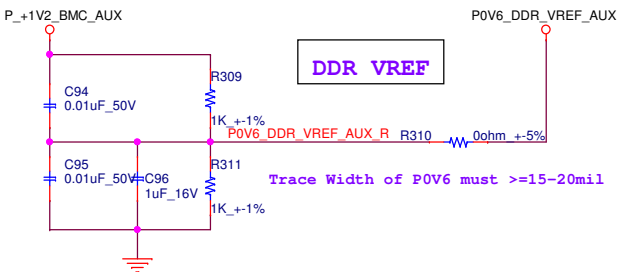 P_+1V2_BMC_AUX
P0V6_DDR_VREF_AUX
DDR VREF
R309
C94
0.01uF_50V
1K_+-1%
P0V6_DDR_VREF_AUX_R
R310
0ohm_+-5%
C95
0.01uF_50V
C96
1uF_16V
R311
Trace Width of P0V6 must >=15-20mil
1K_+-1%